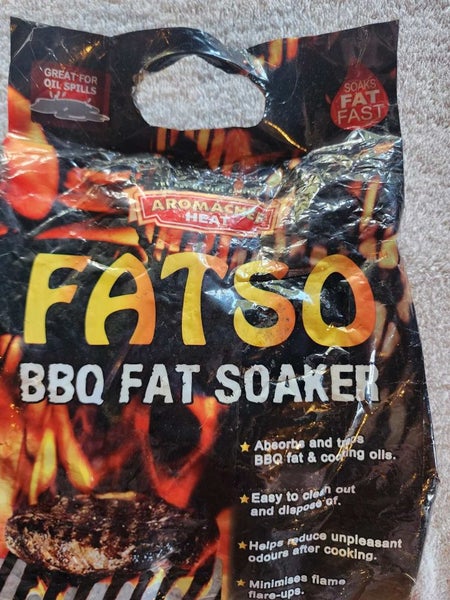 GREAT FOR
OIL SPILLS
SOAKS
FAT
FAST
AROMACHEF
HEAT
FATSO
BBQ FAT SOAKER
Absorbs and traps
BBQ fat & cooking oils.
Easy to clean out
and dispose of.
Helps reduce unpleasant
odours after cooking.
Minimises flame
flare-ups.